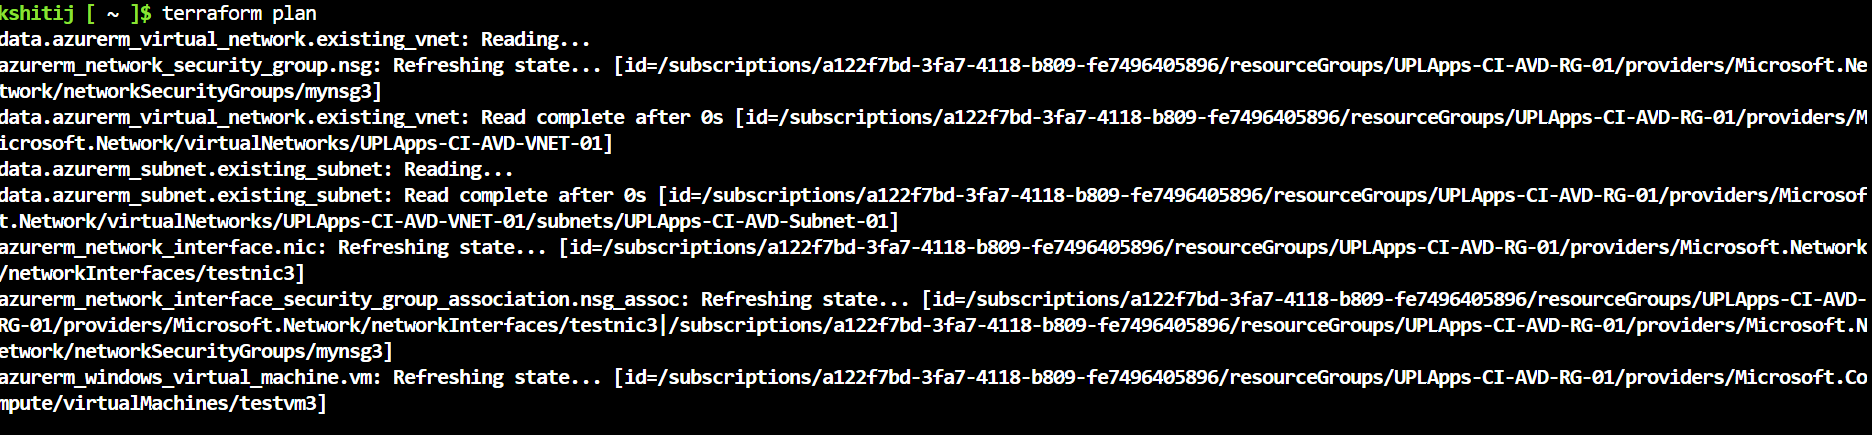 kshitij [ ~ ]$ terraform plan
data.azurerm_virtual_network.existing_vnet: Reading...
azurerm_network_security_group.nsg: Refreshing state... [id=/subscriptions/a122f7bd-3fa7-4118-b809-fe7496405896/resourceGroups/UPLApps-CI-AVD-RG-01/providers/Microsoft.Ne
twork/networkSecurityGroups/mynsg3]
data.azurerm_virtual_network.existing_vnet: Read complete after 0s [id=/subscriptions/a122f7bd-3fa7-4118-b809-fe7496405896/resourceGroups/UPLApps-CI-AVD-RG-01/providers/M
icrosoft.Network/virtualNetworks/UPLApps-CI-AVD-VNET-01]
data.azurerm_subnet.existing_subnet: Reading...
data.azurerm_subnet.existing_subnet: Read complete after 0s [id=/subscriptions/a122f7bd-3fa7-4118-b809-fe7496405896/resourceGroups/UPLApps-CI-AVD-RG-01/providers/Microsof
t.Network/virtualNetworks/UPLApps-CI-AVD-VNET-01/subnets/UPLApps-CI-AVD-Subnet-01]
azurerm_network_interface.nic: Refreshing state... [id=/subscriptions/a122f7bd-3fa7-4118-b809-fe7496405896/resourceGroups/UPLApps-CI-AVD-RG-01/providers/Microsoft.Network
/networkInterfaces/testnic3]
azurerm_network_interface_security_group_association.nsg_assoc: Refreshing state... [id=/subscriptions/a122f7bd-3fa7-4118-b809-fe7496405896/resourceGroups/UPLApps-CI-AVD-
RG-01/providers/Microsoft.Network/networkInterfaces/testnic3|/subscriptions/a122f7bd-3fa7-4118-b809-fe7496405896/resourceGroups/UPLApps-CI-AVD-RG-01/providers/Microsoft.N
etwork/networkSecurityGroups/mynsg3]
azurerm_windows_virtual_machine.vm: Refreshing state... [id=/subscriptions/a122f7bd-3fa7-4118-b809-fe7496405896/resourceGroups/UPLApps-CI-AVD-RG-01/providers/Microsoft.Co
mpute/virtualMachines/testvm3]